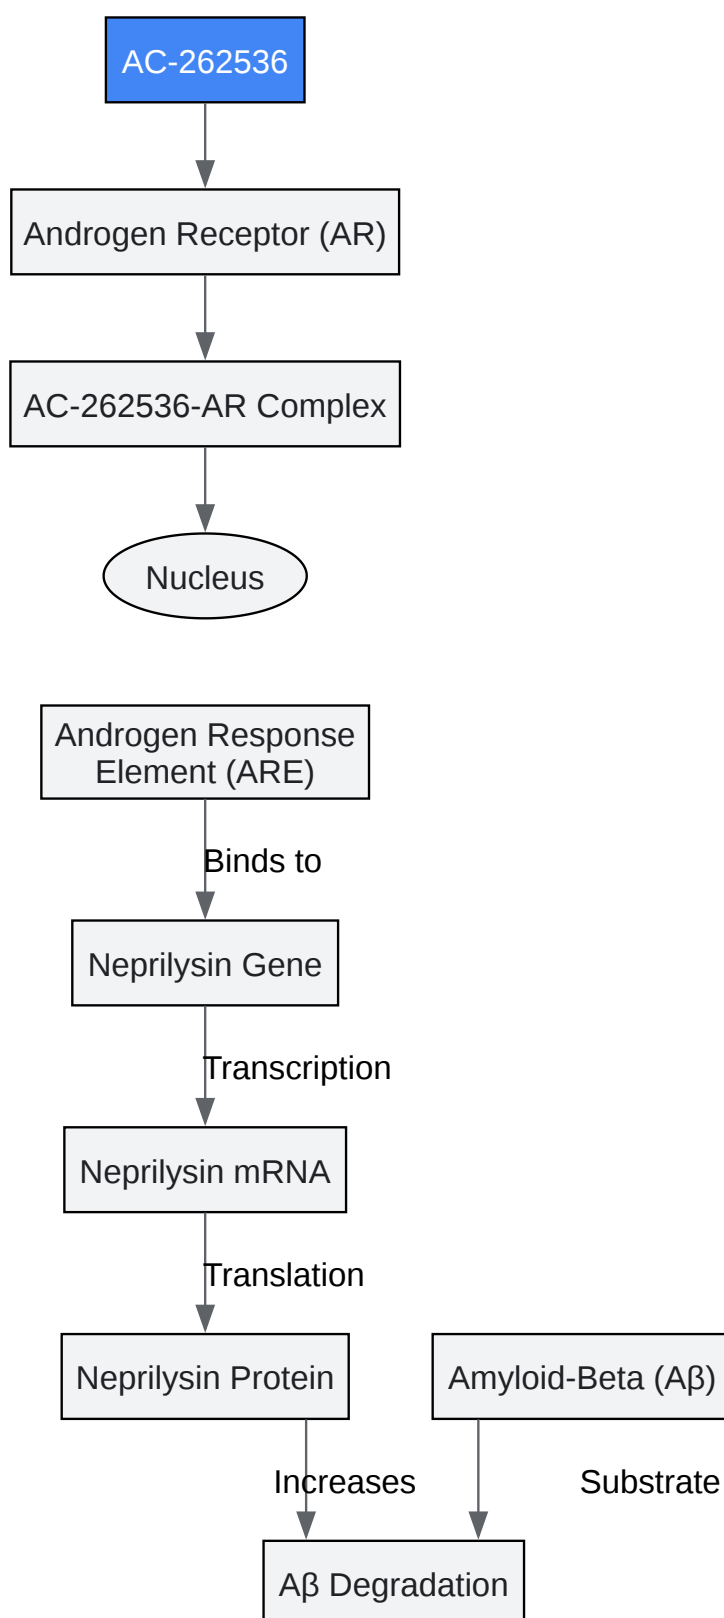 AC-262536
Androgen Receptor (AR)
AC-262536-AR Complex
Nucleus
Androgen Response
Element (ARE)
Binds to
Neprilysin Gene
Transcription
Neprilysin mRNA
Translation
Neprilysin Protein
Amyloid-Beta (Aβ)
Increases
Substrate
Aβ Degradation